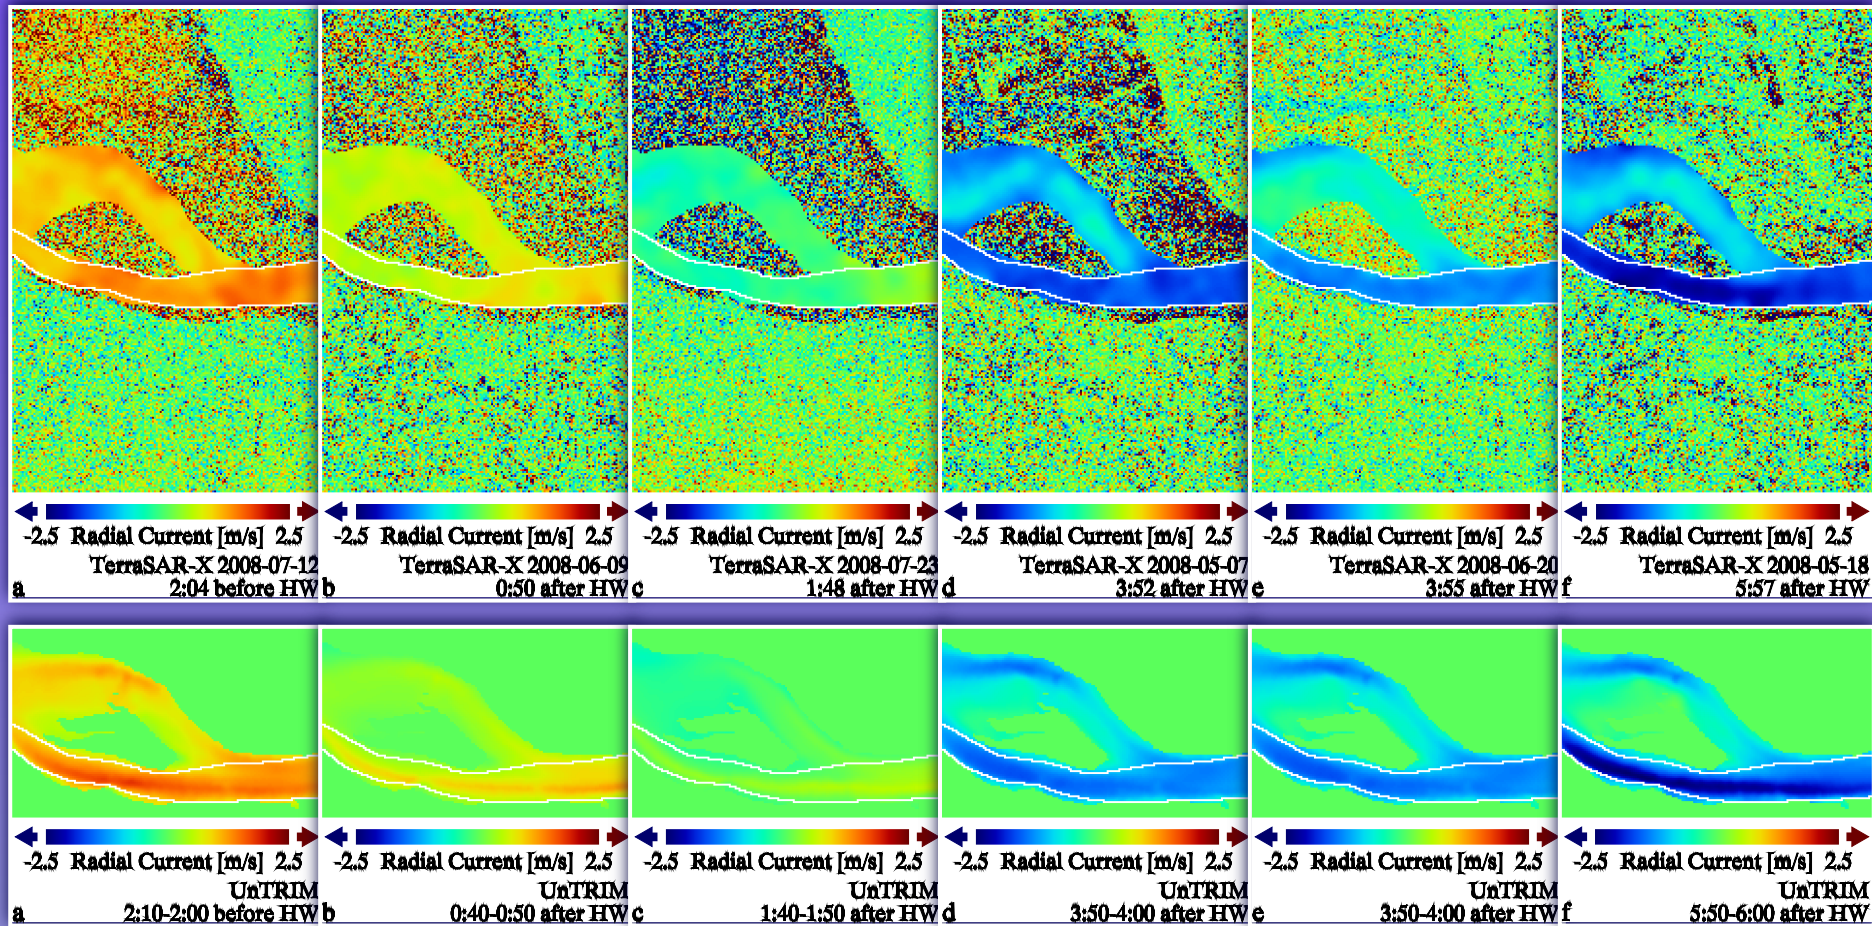 -2.5 Radial Current [m/s] 2.5
TerraSAR-X 2008-07-12
a 2:04 before HW
-2.5 Radial Current [m/s] 2.5
TerraSAR-X 2008-06-09
b 0:50 after HW
-2.5 Radial Current [m/s] 2.5
TerraSAR-X 2008-07-23
c 1:48 after HW
-2.5 Radial Current [m/s] 2.5
TerraSAR-X 2008-05-07
d 3:52 after HW
-2.5 Radial Current [m/s] 2.5
TerraSAR-X 2008-06-20
e 3:55 after HW
-2.5 Radial Current [m/s] 2.5
TerraSAR-X 2008-05-18
f 5:57 after HW
-2.5 Radial Current [m/s] 2.5
UnTRIM
a 2:10-2:00 before HW
-2.5 Radial Current [m/s] 2.5
UnTRIM
b 0:40-0:50 after HW
-2.5 Radial Current [m/s] 2.5
UnTRIM
c 1:40-1:50 after HW
-2.5 Radial Current [m/s] 2.5
UnTRIM
d 3:50-4:00 after HW
-2.5 Radial Current [m/s] 2.5
UnTRIM
e 3:50-4:00 after HW
-2.5 Radial Current [m/s] 2.5
UnTRIM
f 5:50-6:00 after HW